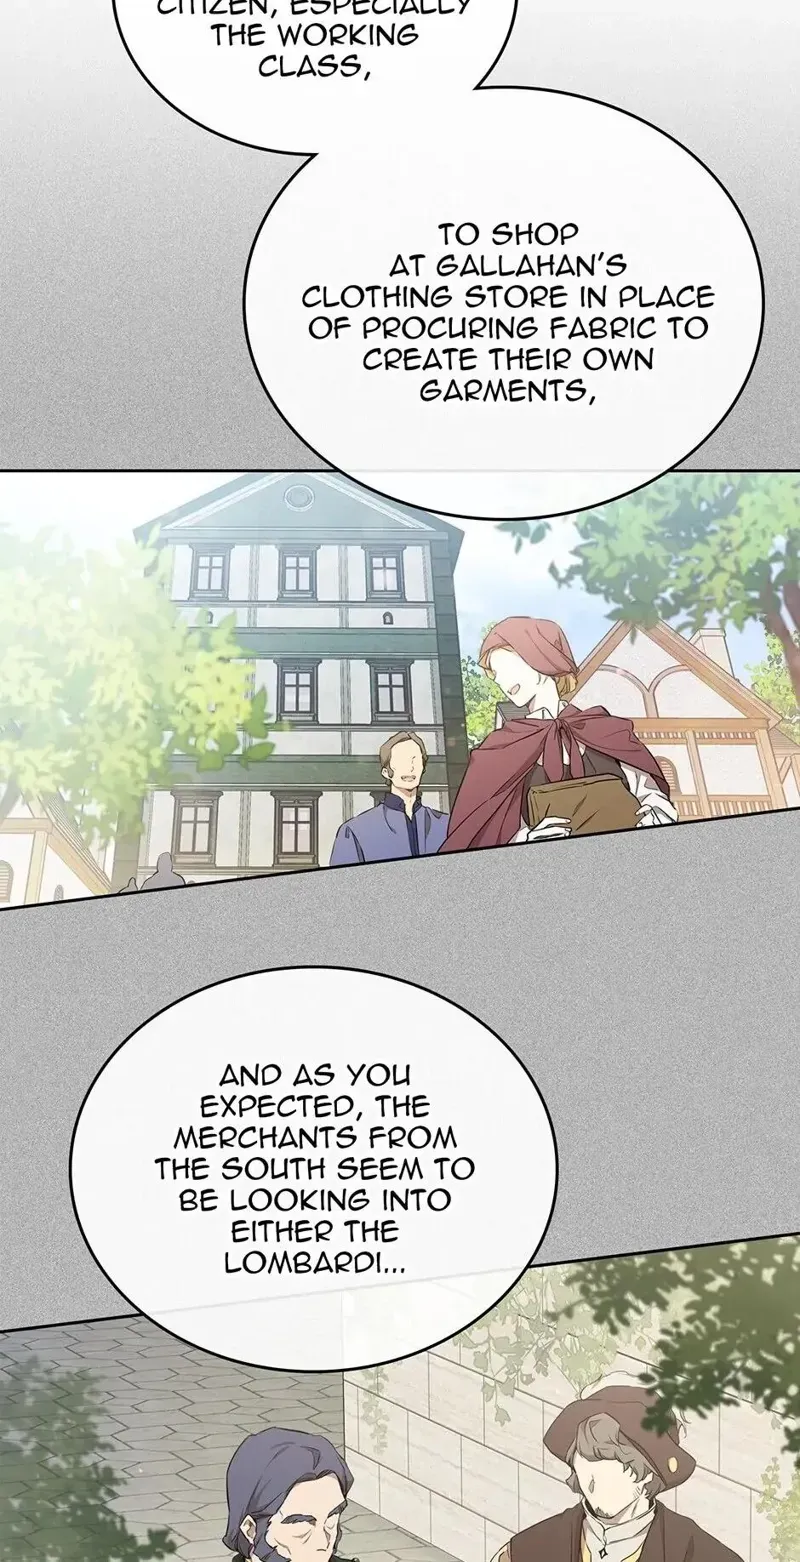 CITIZEN, ESPECIALLY
THE WORKING
CLASS,
TO SHOP
AT GALLAHAN'S
CLOTHING STORE IN PLACE
OF PROCURING FABRIC TO
CREATE THEIR OWN
GARMENTS,
AND AS YOU
EXPECTED, THE
MERCHANTS FROM
THE SOUTH SEEM TO
BE LOOKING INTO
EITHER THE
LOMBARDI...